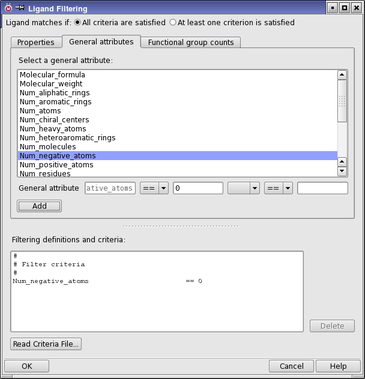 Ligand Filtering
Ligand matches if: All criteria are satisfied At least one criterion is satisfied
Properties General attributes Functional group counts
Select a general attribute:
Molecular_formula
Molecular_weight
Num_aliphatic_rings
Num_aromatic_rings
Num_atoms
Num_chiral_centers
Num_heavy_atoms
Num_heteroaromatic_rings
Num_molecules
Num_negative_atoms
Num_positive_atoms
Num_residues
General attribute ative_atoms == 0 ==
Add
Filtering definitions and criteria:
#
# Filter criteria
#
Num_negative_atoms == 0
Delete
Read Criteria File...
OK Cancel Help